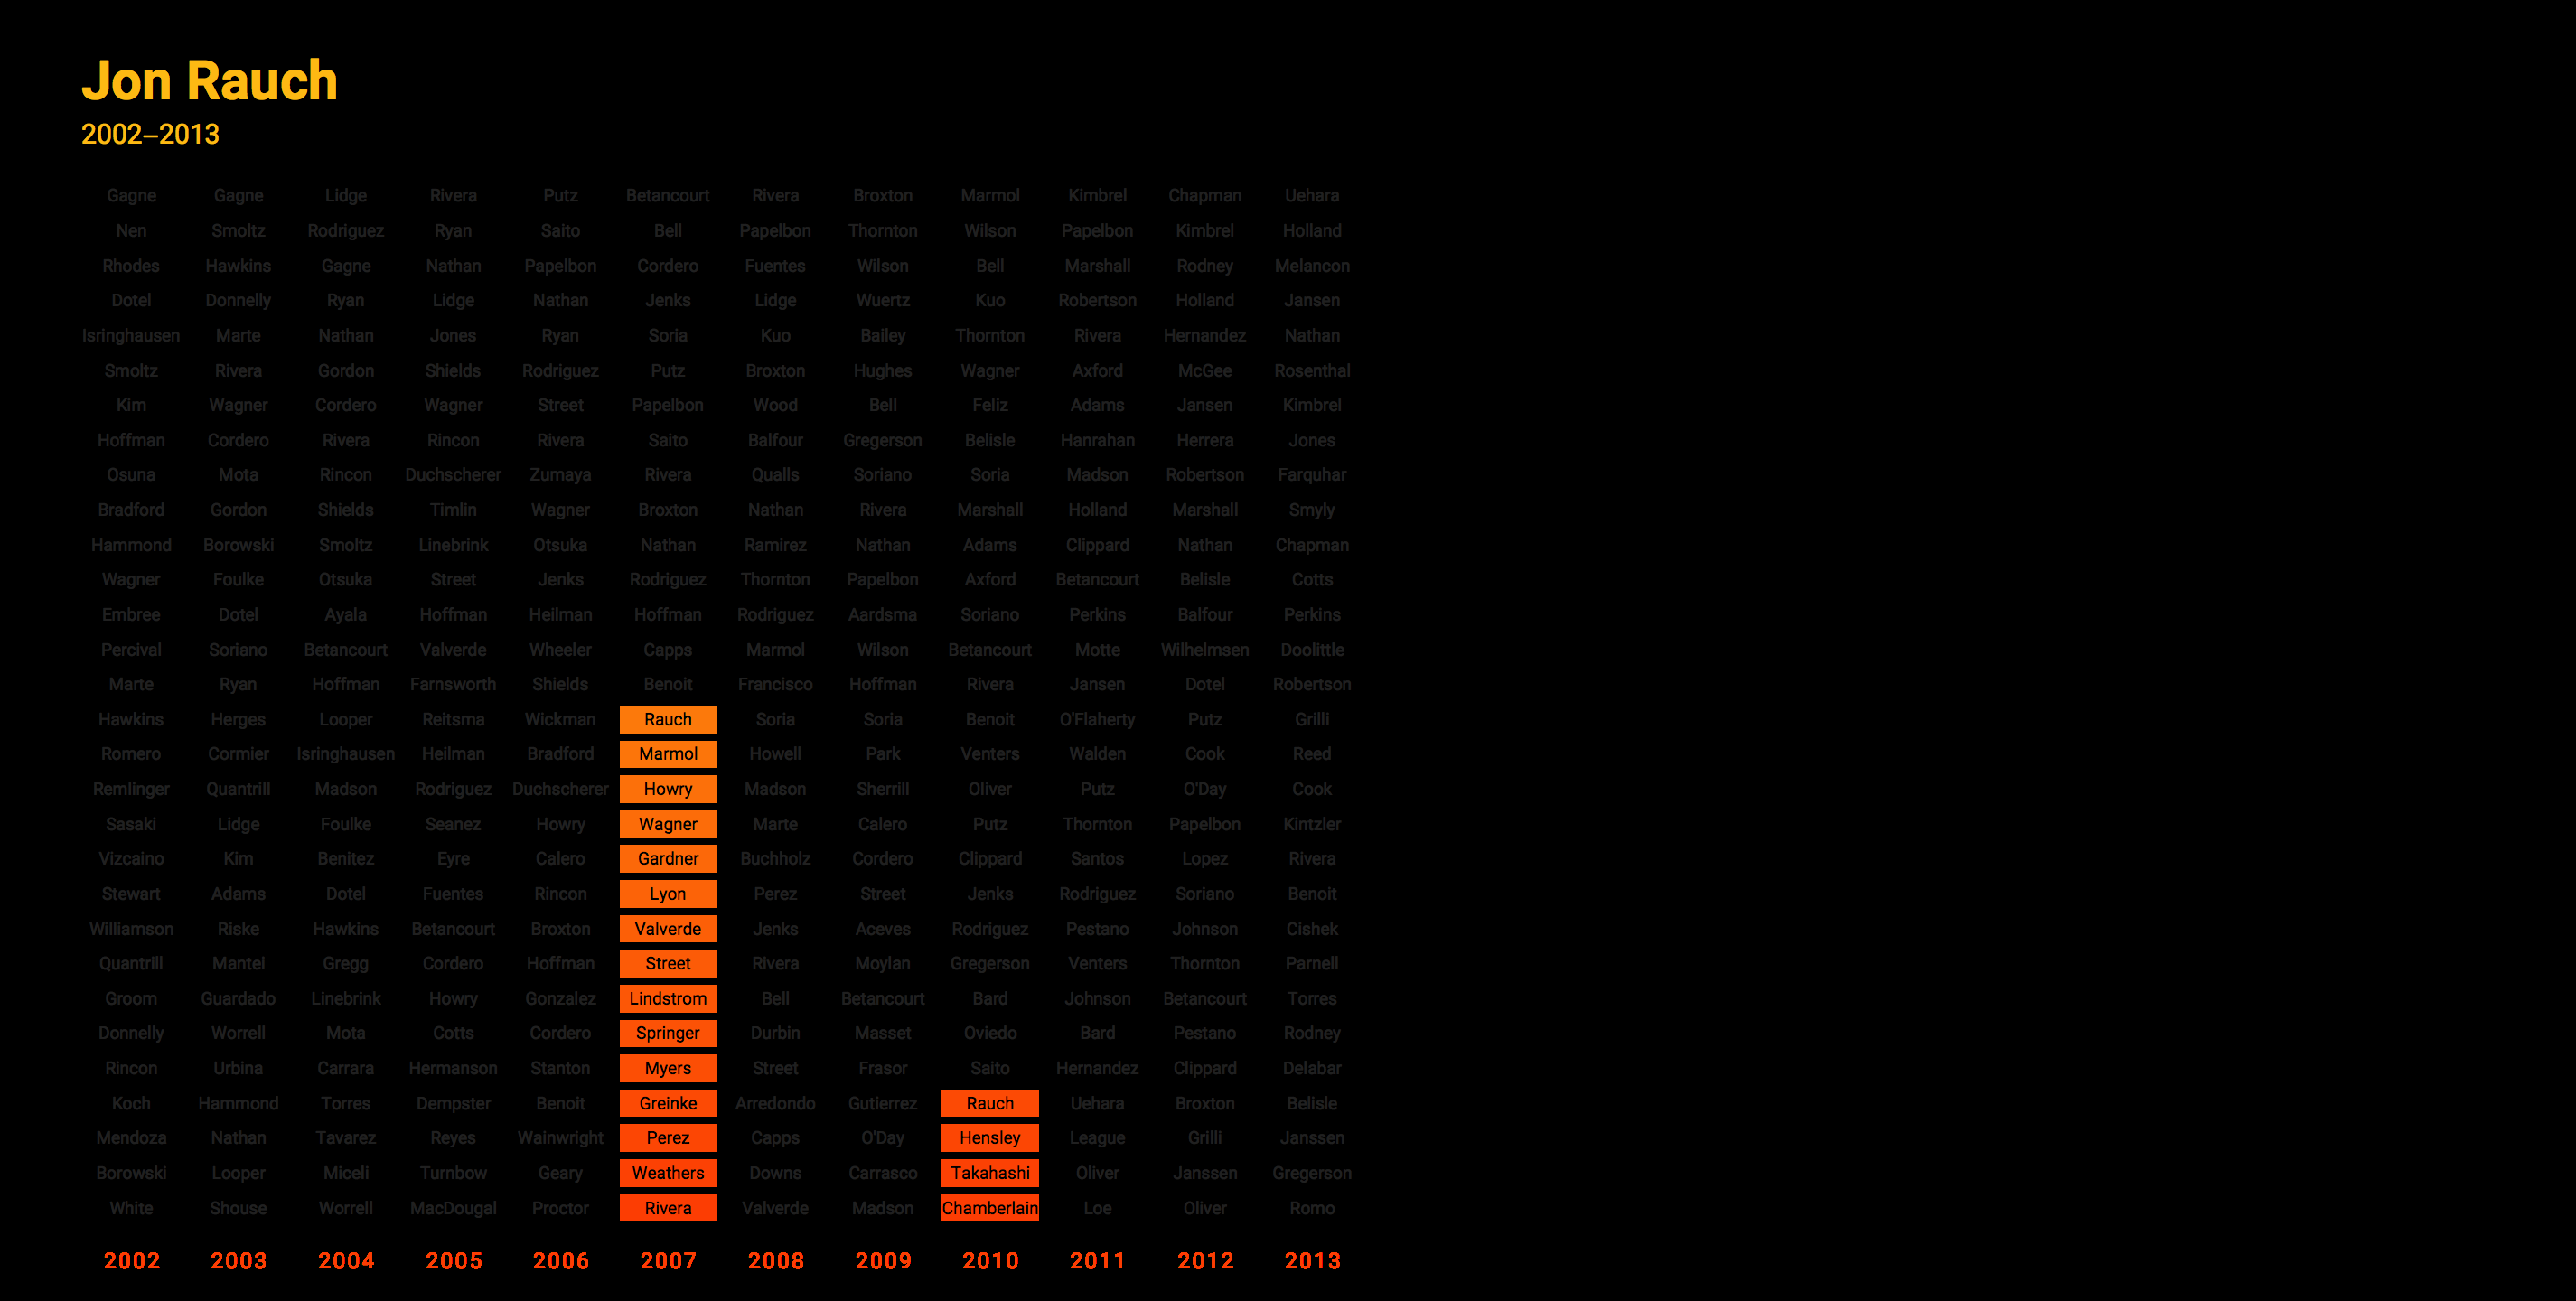 Jon Rauch
2002–2013
Gagne Gagne Lidge Rivera Putz Betancourt Rivera Broxton Marmol Kimbrel Chapman Uehara
Nen Smoltz Rodriguez Ryan Saito Bell Papelbon Thornton Wilson Papelbon Kimbrel Holland
Rhodes Hawkins Gagne Nathan Papelbon Cordero Fuentes Wilson Bell Marshall Rodney Melancon
Dotel Donnelly Ryan Lidge Nathan Jenks Lidge Wuertz Kuo Robertson Holland Jansen
Isringhausen Marte Nathan Jones Ryan Soria Kuo Bailey Thornton Rivera Hernandez Nathan
Smoltz Rivera Gordon Shields Rodriguez Putz Broxton Hughes Wagner Axford McGee Rosenthal
Kim Wagner Cordero Wagner Street Papelbon Wood Bell Feliz Adams Jansen Kimbrel
Hoffman Cordero Rivera Rincon Rivera Saito Balfour Gregerson Belisle Hanrahan Herrera Jones
Osuna Mota Rincon Duchscherer Zumaya Rivera Qualls Soriano Soria Madson Robertson Farquhar
Bradford Gordon Shields Timlin Wagner Broxton Nathan Rivera Marshall Holland Marshall Smyly
Hammond Borowski Smoltz Linebrink Otsuka Nathan Ramirez Nathan Adams Clippard Nathan Chapman
Wagner Foulke Otsuka Street Jenks Rodriguez Thornton Papelbon Axford Betancourt Belisle Cotts
Embree Dotel Ayala Hoffman Heilman Hoffman Rodriguez Aardsma Soriano Perkins Balfour Perkins
Percival Soriano Betancourt Valverde Wheeler Capps Marmol Wilson Betancourt Motte Wilhelmsen Doolittle
Marte Ryan Hoffman Farnsworth Shields Benoit Francisco Hoffman Rivera Jansen Dotel Robertson
Hawkins Herges Looper Reitsma Wickman Rauch Soria Soria Benoit O'Flaherty Putz Grilli
Romero Cormier Isringhausen Heilman Bradford Marmol Howell Park Venters Walden Cook Reed
Remlinger Quantrill Madson Rodriguez Duchscherer Howry Madson Sherrill Oliver Putz O'Day Cook
Sasaki Lidge Foulke Seanez Howry Wagner Marte Calero Putz Thornton Papelbon Kintzler
Vizcaino Kim Benitez Eyre Calero Gardner Buchholz Cordero Clippard Santos Lopez Rivera
Stewart Adams Dotel Fuentes Rincon Lyon Perez Street Jenks Rodriguez Soriano Benoit
Williamson Riske Hawkins Betancourt Broxton Valverde Jenks Aceves Rodriguez Pestano Johnson Cishek
Quantrill Mantei Gregg Cordero Hoffman Street Rivera Moylan Gregerson Venters Thornton Parnell
Groom Guardado Linebrink Howry Gonzalez Lindstrom Bell Betancourt Bard Johnson Betancourt Torres
Donnelly Worrell Mota Cotts Cordero Springer Durbin Masset Oviedo Bard Pestano Rodney
Rincon Urbina Carrara Hermanson Stanton Myers Street Frasor Saito Hernandez Clippard Delabar
Koch Hammond Torres Dempster Benoit Greinke Arredondo Gutierrez Rauch Uehara Broxton Belisle
Mendoza Nathan Tavarez Reyes Wainwright Perez Capps O'Day Hensley League Grilli Janssen
Borowski Looper Miceli Turnbow Geary Weathers Downs Carrasco Takahashi Oliver Janssen Gregerson
White Shouse Worrell MacDougal Proctor Rivera Valverde Madson Chamberlain Loe Oliver Romo
2002 2003 2004 2005 2006 2007 2008 2009 2010 2011 2012 2013